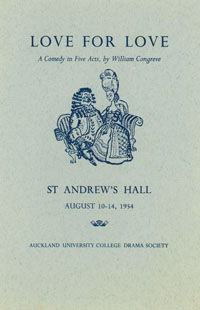 LOVE FOR LOVE
A Comedy in Five Acts, by William Congreve
ST ANDREW'S HALL
AUGUST 10-14, 1954
AUCKLAND UNIVERSITY COLLEGE DRAMA SOCIETY